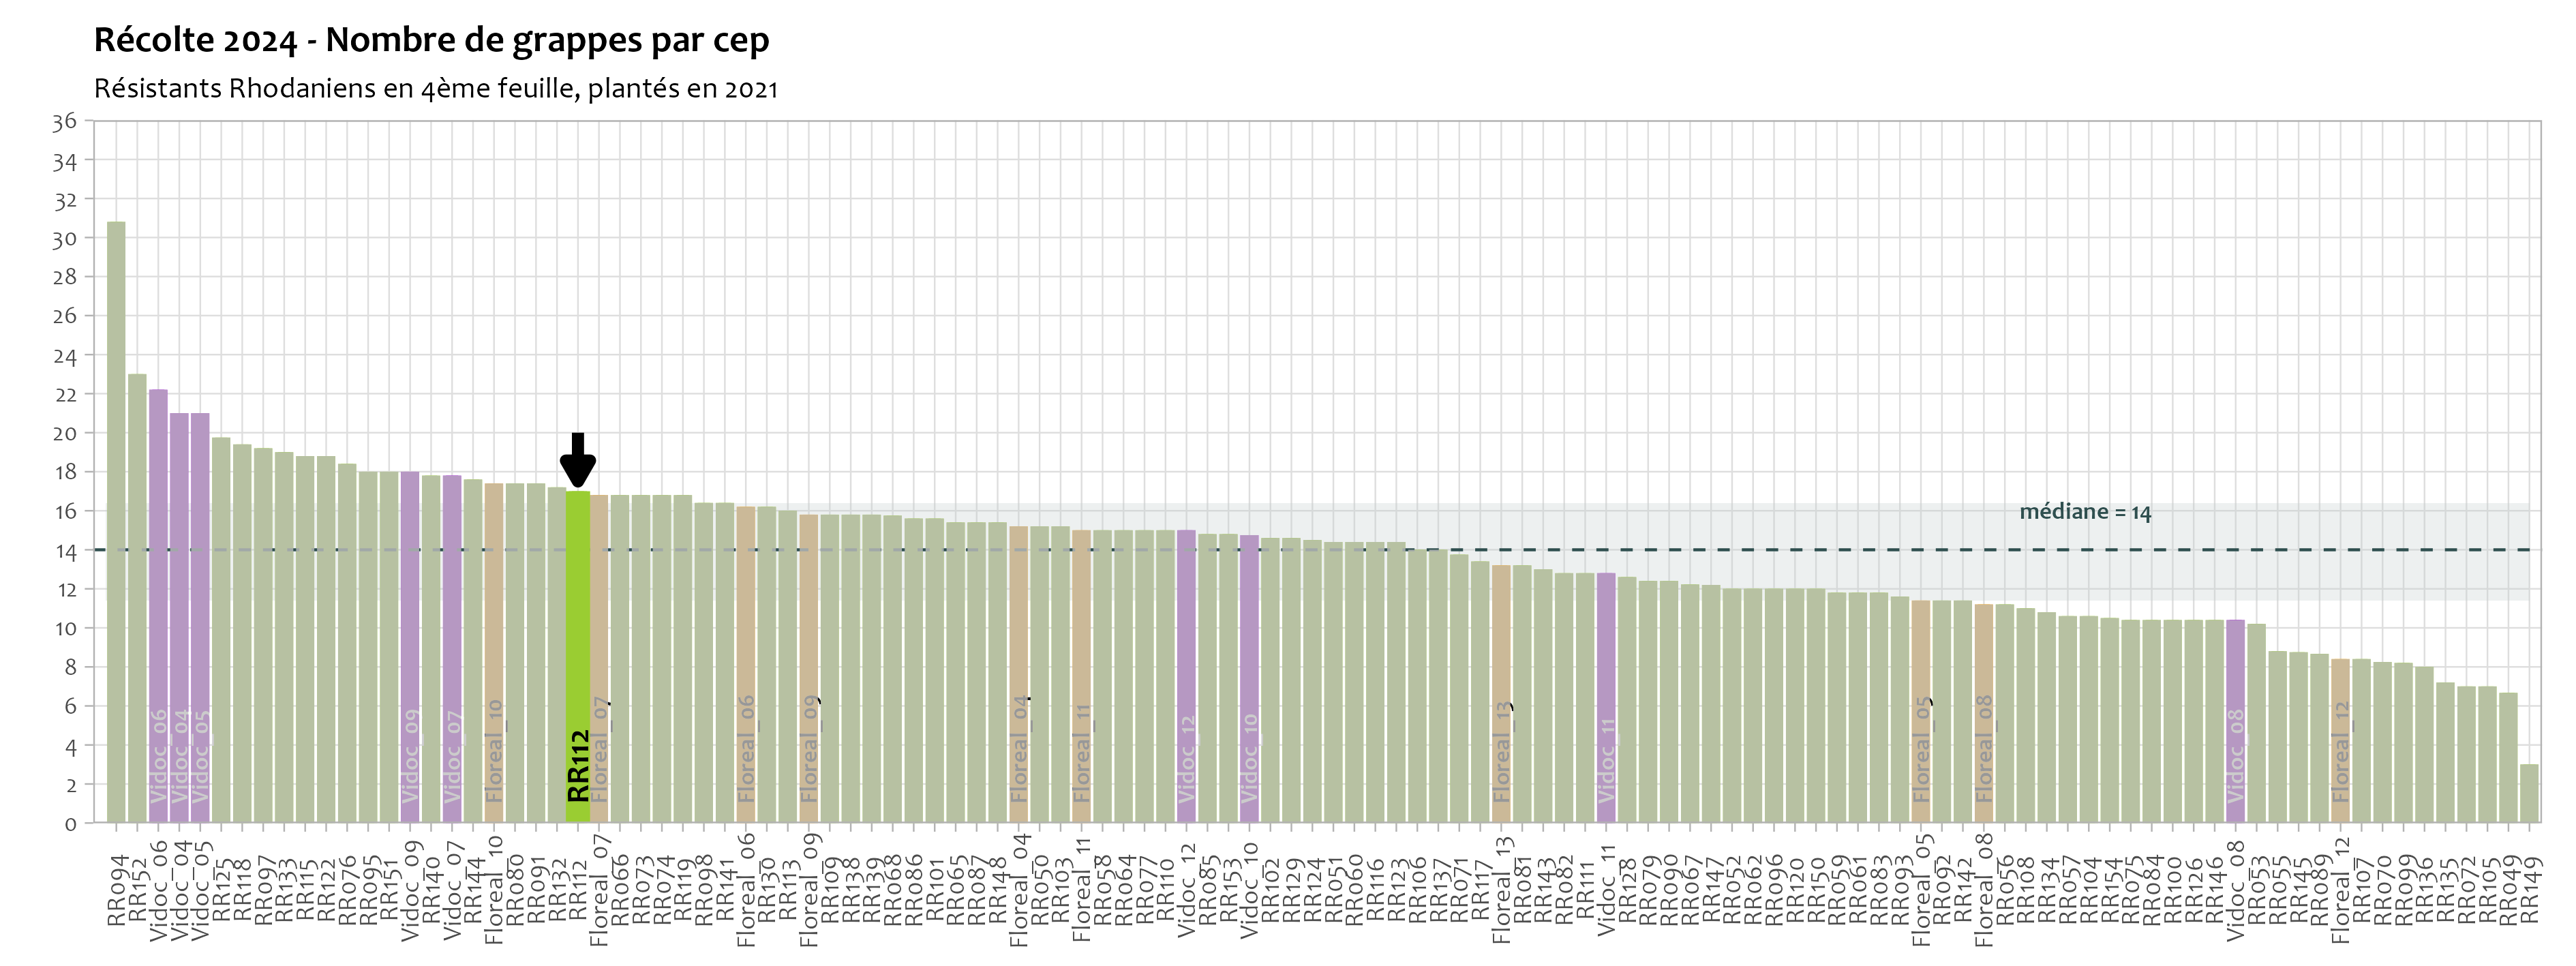 Récolte 2024 - Nombre de grappes par cep
Résistants Rhodaniens en 4ème feuille, plantés en 2021
36
34
32
30
28
26
24
22
20
18
16
14
12
10
8
6
4
2
0
médiane = 14
Vidoc_06
Vidoc_04
Vidoc_05
Vidoc_09
Vidoc_07
Floreal_10
RR112
Floreal_07
Floreal_06
Floreal_09
Floreal_04
Floreal_11
Vidoc_12
Vidoc_10
Floreal_13
Vidoc_11
Floreal_05
Floreal_08
Vidoc_08
Floreal_12
RR094
RR152
Vidoc_06
Vidoc_04
Vidoc_05
RR125
RR118
RR097
RR133
RR115
RR122
RR076
RR095
RR151
Vidoc_09
RR140
Vidoc_07
RR144
Floreal_10
RR080
RR091
RR132
RR112
Floreal_07
RR066
RR073
RR074
RR119
RR098
RR141
Floreal_06
RR130
RR113
Floreal_09
RR109
RR138
RR139
RR068
RR086
RR101
RR065
RR087
RR148
Floreal_04
RR050
RR103
Floreal_11
RR058
RR064
RR077
RR110
Vidoc_12
RR085
RR153
Vidoc_10
RR102
RR129
RR124
RR051
RR060
RR116
RR123
RR106
RR137
RR071
RR117
Floreal_13
RR081
RR143
RR082
RR111
Vidoc_11
RR128
RR079
RR090
RR067
RR147
RR052
RR062
RR096
RR120
RR150
RR059
RR061
RR083
RR093
Floreal_05
RR092
RR142
Floreal_08
RR056
RR108
RR134
RR057
RR104
RR154
RR075
RR084
RR100
RR126
RR146
Vidoc_08
RR053
RR055
RR145
RR089
Floreal_12
RR107
RR070
RR099
RR136
RR135
RR072
RR105
RR049
RR149